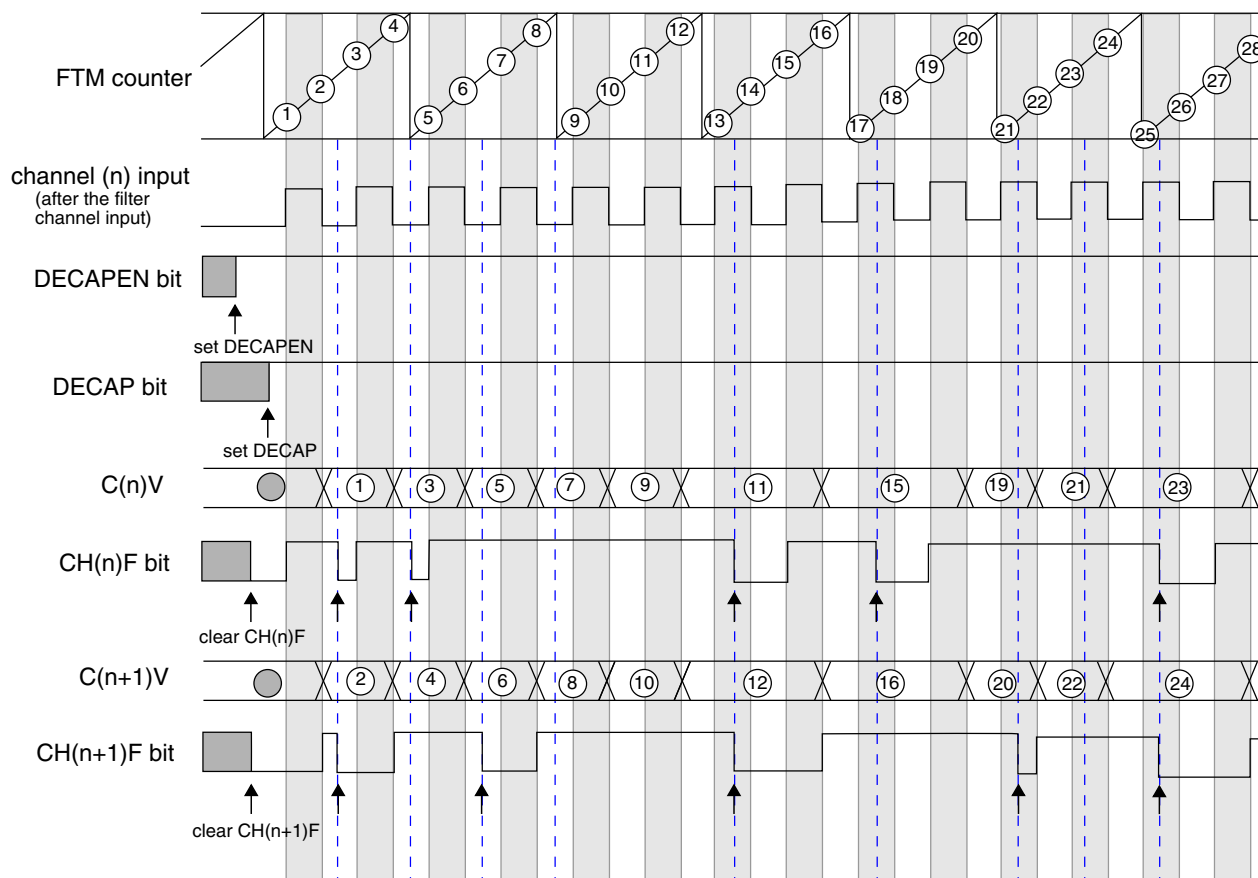 4 8 12 16 20 24 28
3 7 11 15 19 23 27
FTM counter
2 6 10 14 18 22 26
1 5 9 13 17 21 25
channel (n) input
(after the filter
channel input)
DECAPEN bit
set DECAPEN
DECAP bit
set DECAP
C(n)V 1 3 5 7 9 11 15 19 21 23
CH(n)F bit
clear CH(n)F
C(n+1)V 2 4 6 8 10 12 16 20 22 24
CH(n+1)F bit
clear CH(n+1)F